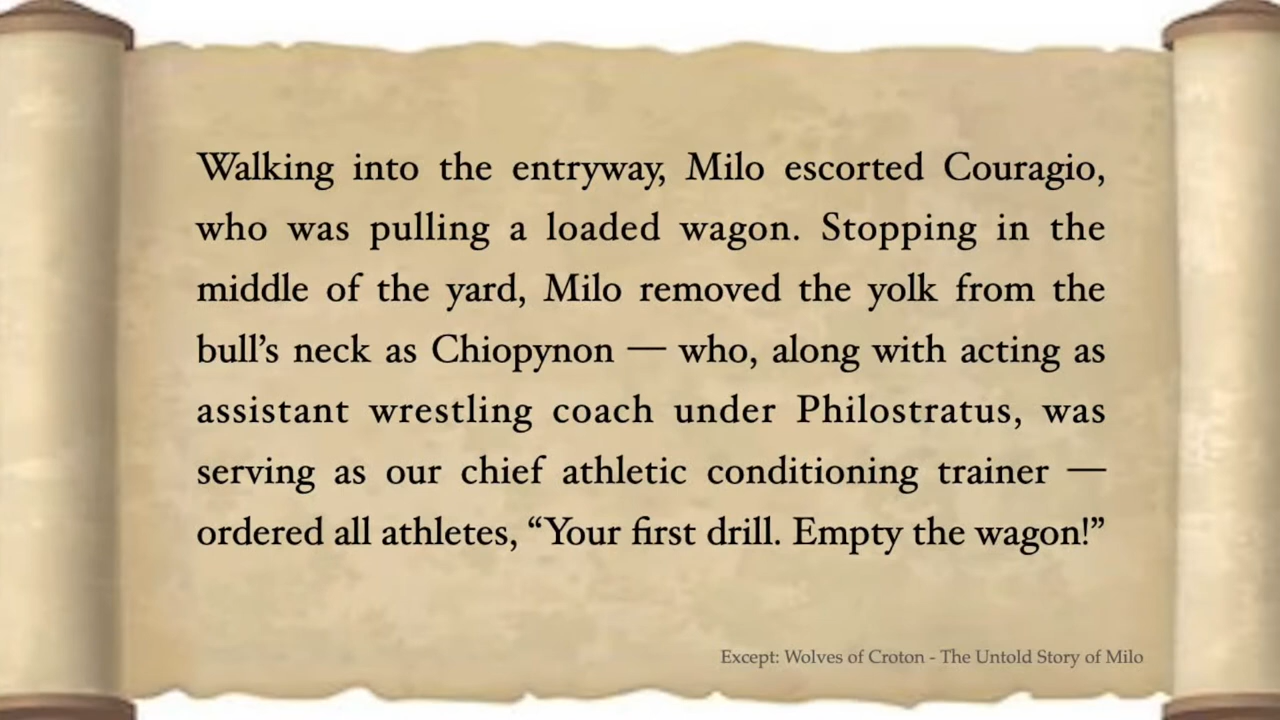 Walking into the entryway, Milo escorted Couragio,
who was pulling a loaded wagon. Stopping in the
middle of the yard, Milo removed the yolk from the
bull’s neck as Chiopynon — who, along with acting as
assistant wrestling coach under Philostratus, was
serving as our chief athletic conditioning trainer —
ordered all athletes, “Your first drill. Empty the wagon!”
Except: Wolves of Croton - The Untold Story of Milo